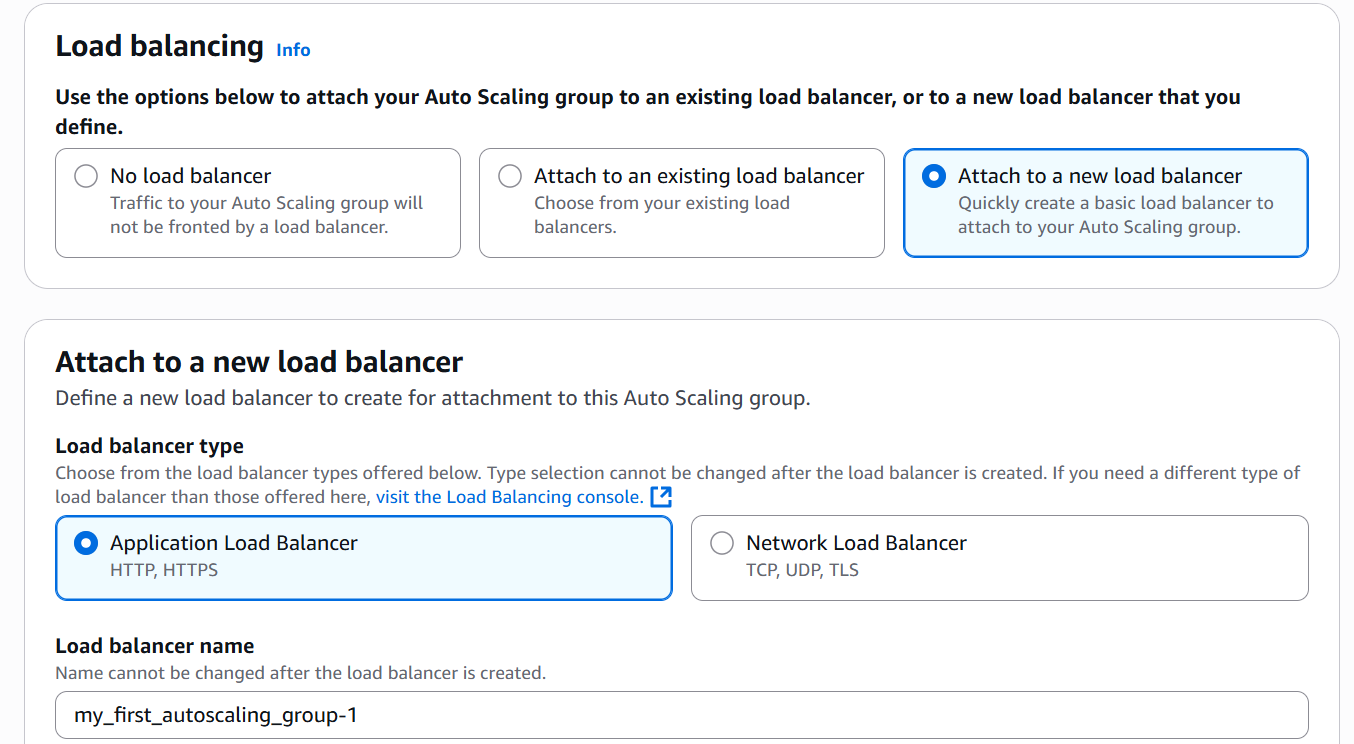 Load balancing Info
Use the options below to attach your Auto Scaling group to an existing load balancer, or to a new load balancer that you
define.
No load balancer
Traffic to your Auto Scaling group will
not be fronted by a load balancer.
Attach to an existing load balancer
Choose from your existing load
balancers.
Attach to a new load balancer
Quickly create a basic load balancer to
attach to your Auto Scaling group.
Attach to a new load balancer
Define a new load balancer to create for attachment to this Auto Scaling group.
Load balancer type
Choose from the load balancer types offered below. Type selection cannot be changed after the load balancer is created. If you need a different type of
load balancer than those offered here, visit the Load Balancing console.
Application Load Balancer
HTTP, HTTPS
Network Load Balancer
TCP, UDP, TLS
Load balancer name
Name cannot be changed after the load balancer is created.
my_first_autoscaling_group-1